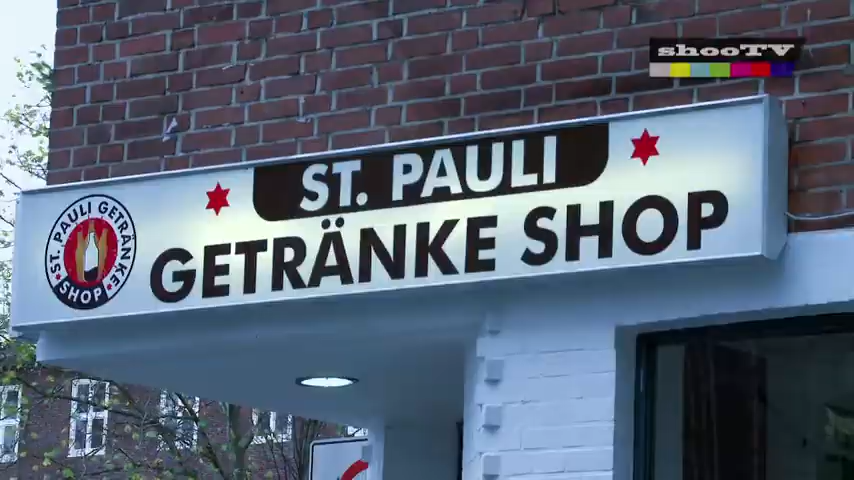 shooTV
ST. PAULI
GETRÄNKE SHOP
ST. PAULI GETRÄNKE
SHOP